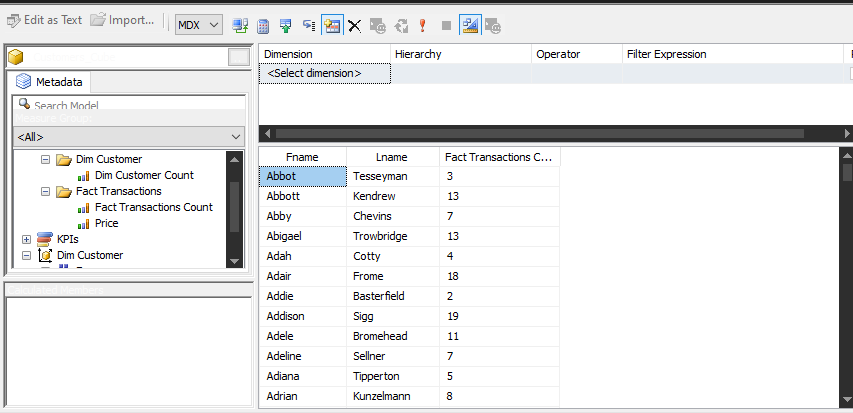 Edit as Text Import... MDX
Metadata
Search Model
Measure Group:
<All>
Dim Customer
Dim Customer Count
Fact Transactions
Fact Transactions Count
Price
KPIs
Dim Customer
Calculated Members
Dimension Hierarchy Operator Filter Expression
<Select dimension>
Fname Lname Fact Transactions C...
Abbot Tesseyman 3
Abbott Kendrew 13
Abby Chevins 7
Abigael Trowbridge 13
Adah Cotty 4
Adair Frome 18
Addie Basterfield 2
Addison Sigg 19
Adele Bromehead 11
Adeline Sellner 7
Adiana Tipperton 5
Adrian Kunzelmann 8